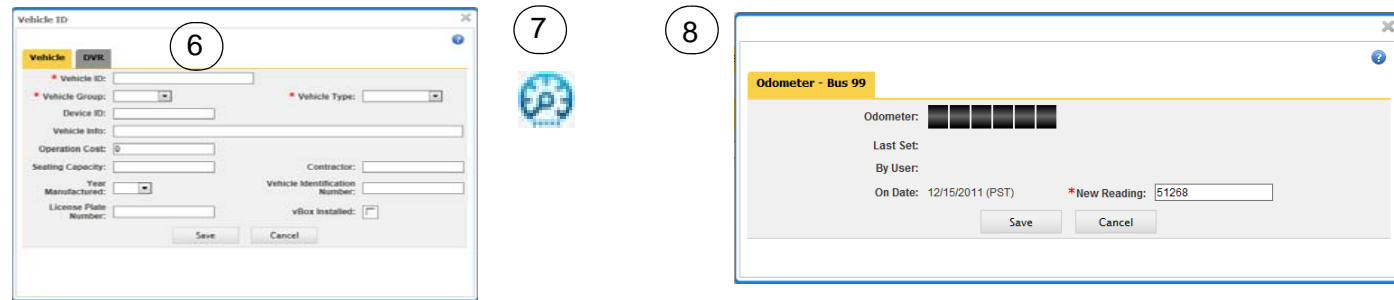 Vehicle ID
6
Vehicle DVR
* Vehicle ID:
* Vehicle Group: * Vehicle Type:
Device ID:
Vehicle Info:
Operation Cost: 0
Seating Capacity: Contractor:
Year Manufactured: Vehicle Identification Number:
License Plate Number: vBox Installed:
Save Cancel
7
8
Odometer - Bus 99
Odometer:
Last Set:
By User:
On Date: 12/15/2011 (PST) *New Reading: 51268
Save Cancel